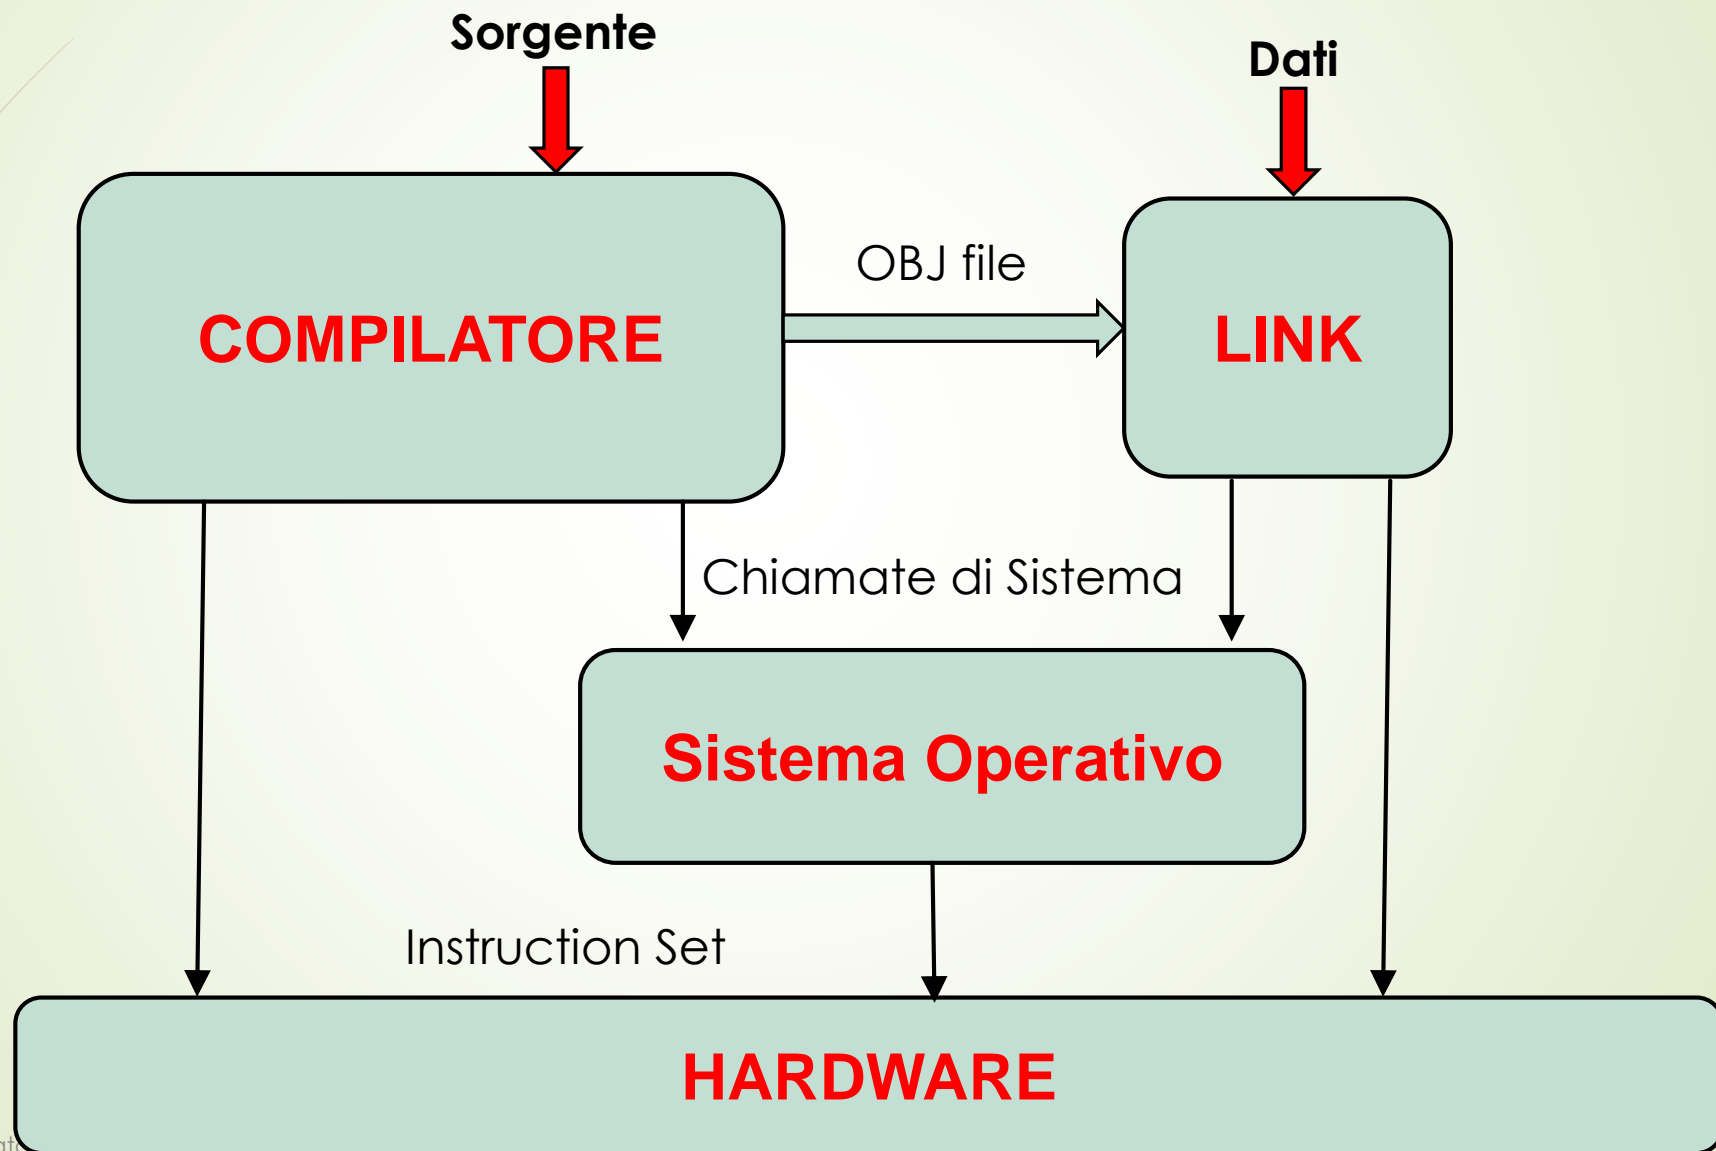 Sorgente
Dati
OBJ file
COMPILATORE
LINK
Chiamate di Sistema
Sistema Operativo
Instruction Set
HARDWARE